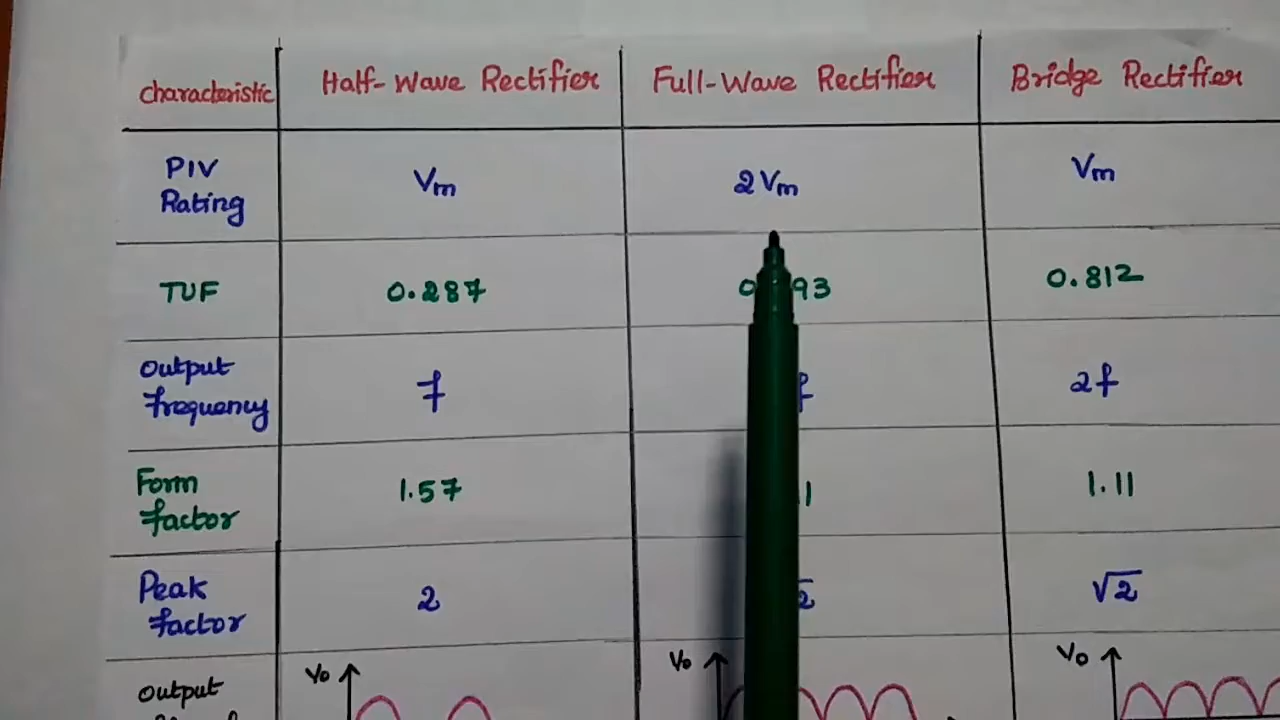 characteristic Half-Wave Rectifier Full-Wave Rectifier Bridge Rectifier
PIV
Rating Vm 2Vm Vm
TUF 0.287 0.812
Output
frequency f 2f
Form
factor 1.57 1.11
Peak
factor 2 √2
Output Vo Vo Vo